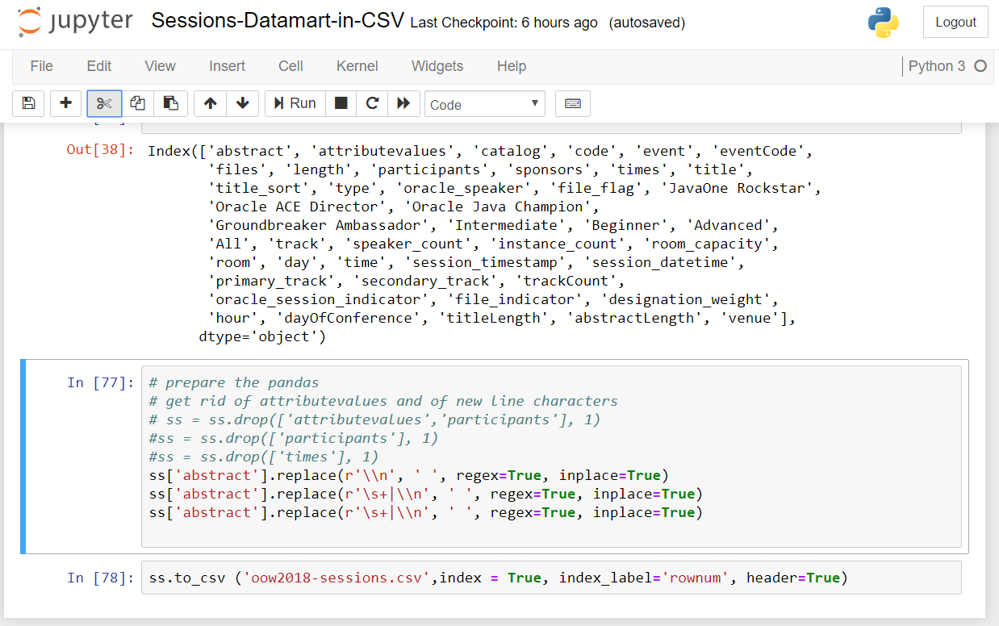 jupyter Sessions-Datamart-in-CSV Last Checkpoint: 6 hours ago (autosaved) Logout
File Edit View Insert Cell Kernel Widgets Help Python 3
Run Code
Out[38]: Index(['abstract', 'attributevalues', 'catalog', 'code', 'event', 'eventCode',
'files', 'length', 'participants', 'sponsors', 'times', 'title',
'title_sort', 'type', 'oracle_speaker', 'file_flag', 'JavaOne Rockstar',
'Oracle ACE Director', 'Oracle Java Champion',
'Groundbreaker Ambassador', 'Intermediate', 'Beginner', 'Advanced',
'All', 'track', 'speaker_count', 'instance_count', 'room_capacity',
'room', 'day', 'time', 'session_timestamp', 'session_datetime',
'primary_track', 'secondary_track', 'trackCount',
'oracle_session_indicator', 'file_indicator', 'designation_weight',
'hour', 'dayOfConference', 'titleLength', 'abstractLength', 'venue'],
dtype='object')
In [77]: # prepare the pandas
# get rid of attributevalues and of new line characters
# ss = ss.drop(['attributevalues','participants'], 1)
#ss = ss.drop(['participants'], 1)
#ss = ss.drop(['times'], 1)
ss['abstract'].replace(r'\\n', ' ', regex=True, inplace=True)
ss['abstract'].replace(r'\s+|\\n', ' ', regex=True, inplace=True)
ss['abstract'].replace(r'\s+|\\n', ' ', regex=True, inplace=True)
In [78]: ss.to_csv ('oow2018-sessions.csv',index = True, index_label='rownum', header=True)